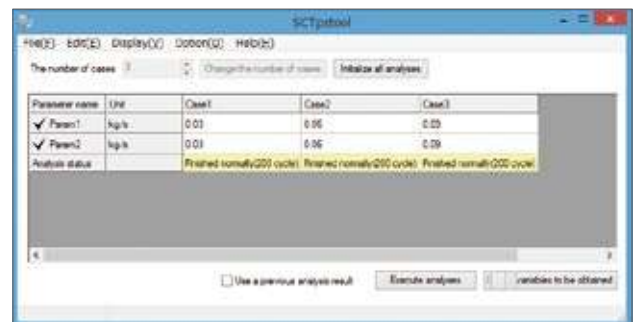 SCTpstool
File(F) Edit(E) Display(V) Option(O) Help(H)
The number of cases 3 Change the number of cases Initialize all analyses
Parameter name Unit Case1 Case2 Case3
Param1 kg/s 0.03 0.06 0.09
Param2 kg/s 0.03 0.06 0.09
Analysis status Finished normally(200 cycle) Finished normally(200 cycle) Finished normally(200 cycle)
Use a previous analysis result Execute analyses variables to be obtained